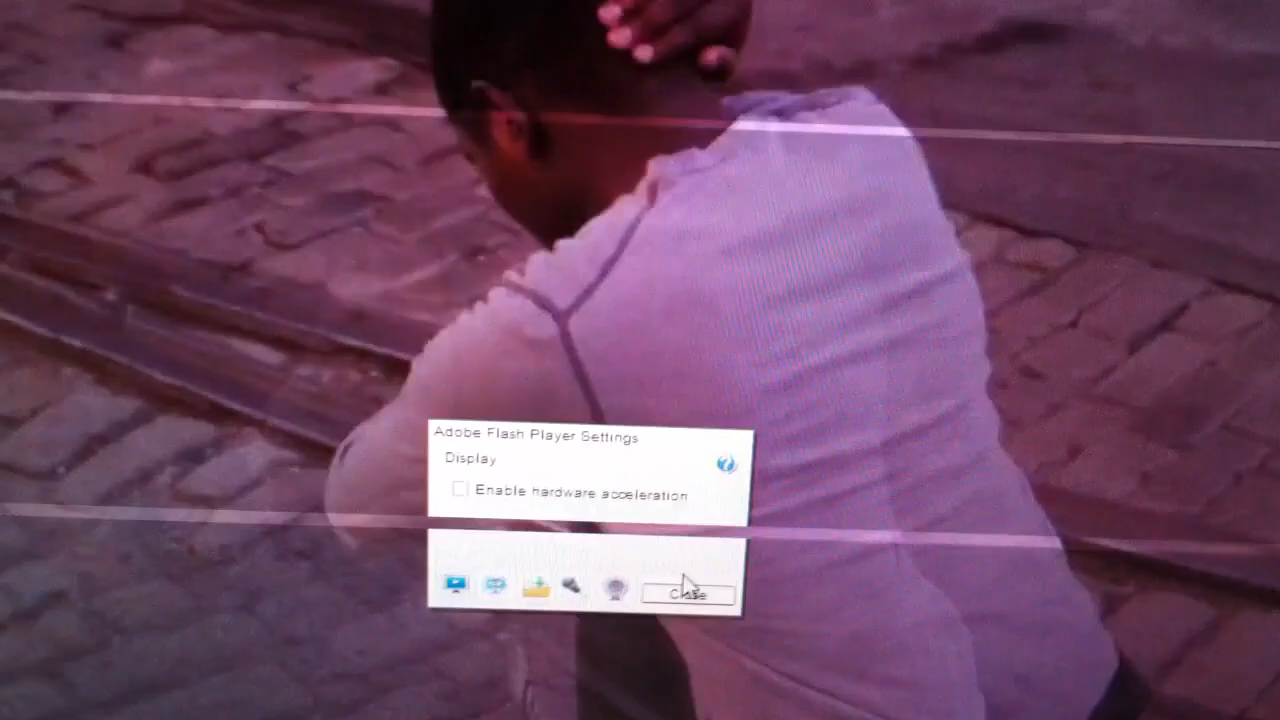 Adobe Flash Player Settings
Display
Enable hardware acceleration
Close